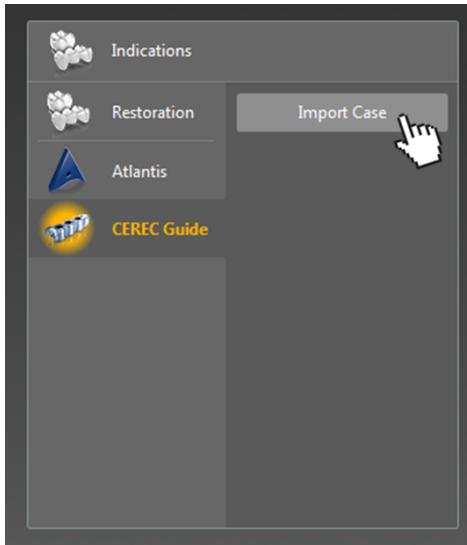 Indications
Restoration
Import Case
Atlantis
CEREC Guide